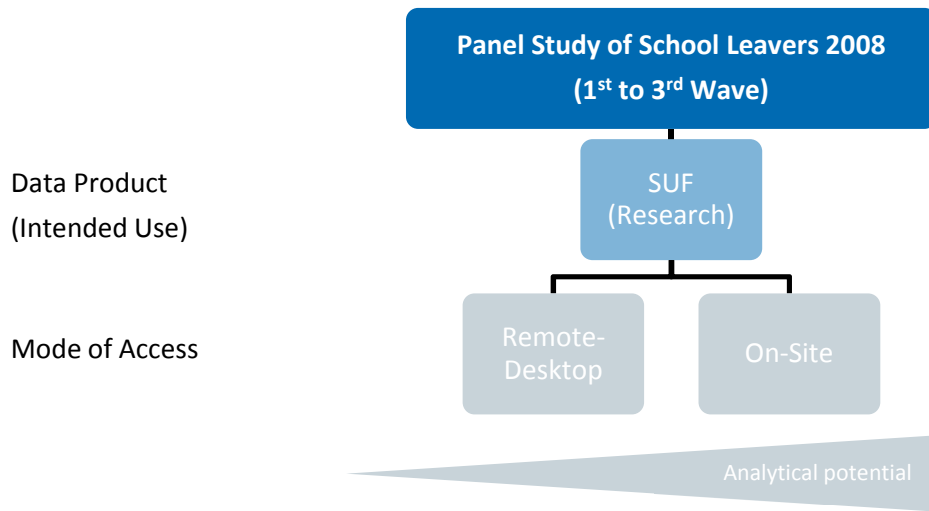 Panel Study of School Leavers 2008
(1st to 3rd Wave)
Data Product
(Intended Use)
SUF
(Research)
Mode of Access
Remote-
Desktop
On-Site
Analytical potential